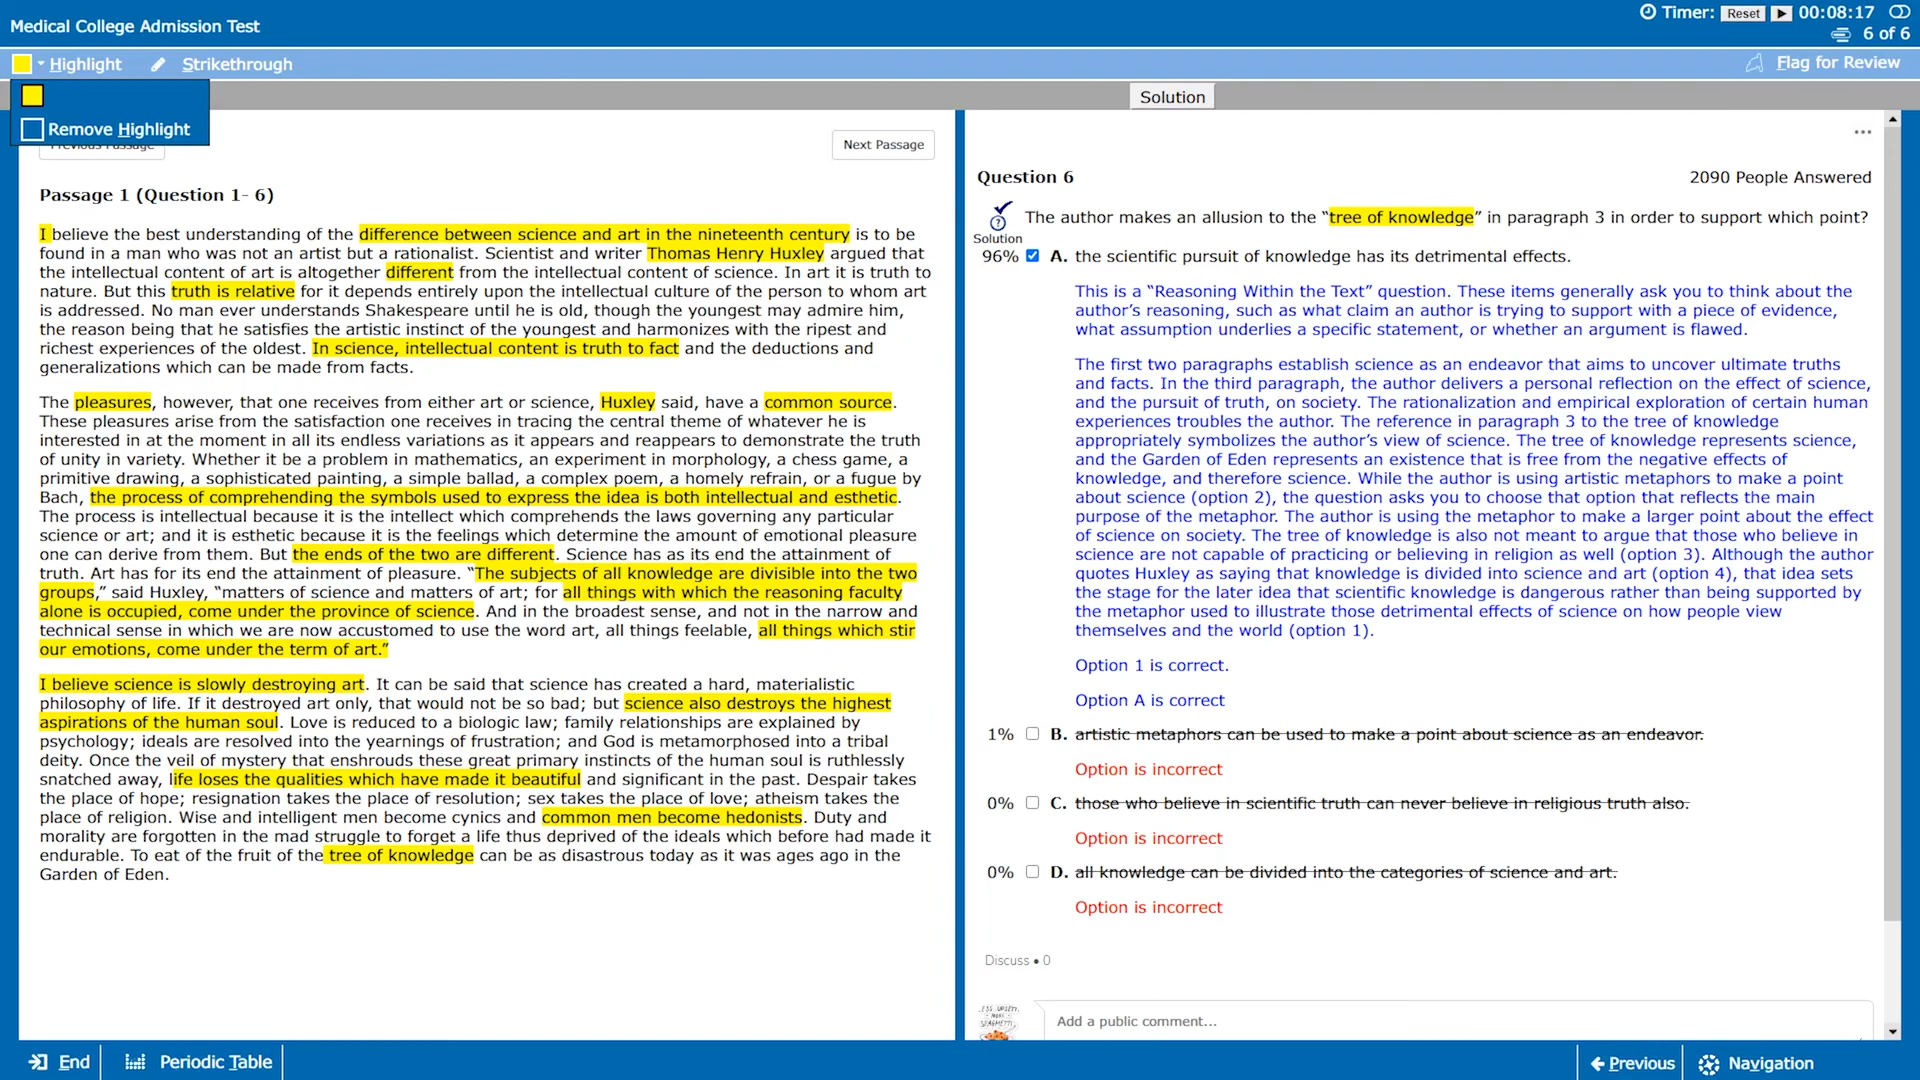 Medical College Admission Test
Timer: Reset 00:08:17
6 of 6
Highlight Strikethrough
Flag for Review
Remove Highlight
Solution
Previous Passage
Next Passage
Passage 1 (Question 1- 6)
I believe the best understanding of the difference between science and art in the nineteenth century is to be
found in a man who was not an artist but a rationalist. Scientist and writer Thomas Henry Huxley argued that
the intellectual content of art is altogether different from the intellectual content of science. In art it is truth to
nature. But this truth is relative for it depends entirely upon the intellectual culture of the person to whom art
is addressed. No man ever understands Shakespeare until he is old, though the youngest may admire him,
the reason being that he satisfies the artistic instinct of the youngest and harmonizes with the ripest and
richest experiences of the oldest. In science, intellectual content is truth to fact and the deductions and
generalizations which can be made from facts.
The pleasures, however, that one receives from either art or science, Huxley said, have a common source.
These pleasures arise from the satisfaction one receives in tracing the central theme of whatever he is
interested in at the moment in all its endless variations as it appears and reappears to demonstrate the truth
of unity in variety. Whether it be a problem in mathematics, an experiment in morphology, a chess game, a
primitive drawing, a sophisticated painting, a simple ballad, a complex poem, a homely refrain, or a fugue by
Bach, the process of comprehending the symbols used to express the idea is both intellectual and esthetic.
The process is intellectual because it is the intellect which comprehends the laws governing any particular
science or art; and it is esthetic because it is the feelings which determine the amount of emotional pleasure
one can derive from them. But the ends of the two are different. Science has as its end the attainment of
truth. Art has for its end the attainment of pleasure. “The subjects of all knowledge are divisible into the two
groups,” said Huxley, “matters of science and matters of art; for all things with which the reasoning faculty
alone is occupied, come under the province of science. And in the broadest sense, and not in the narrow and
technical sense in which we are now accustomed to use the word art, all things feelable, all things which stir
our emotions, come under the term of art.”
I believe science is slowly destroying art. It can be said that science has created a hard, materialistic
philosophy of life. If it destroyed art only, that would not be so bad; but science also destroys the highest
aspirations of the human soul. Love is reduced to a biologic law; family relationships are explained by
psychology; ideals are resolved into the yearnings of frustration; and God is metamorphosed into a tribal
deity. Once the veil of mystery that enshrouds these great primary instincts of the human soul is ruthlessly
snatched away, life loses the qualities which have made it beautiful and significant in the past. Despair takes
the place of hope; resignation takes the place of resolution; sex takes the place of love; atheism takes the
place of religion. Wise and intelligent men become cynics and common men become hedonists. Duty and
morality are forgotten in the mad struggle to forget a life thus deprived of the ideals which before had made it
endurable. To eat of the fruit of the tree of knowledge can be as disastrous today as it was ages ago in the
Garden of Eden.
Question 6
2090 People Answered
Solution
The author makes an allusion to the “tree of knowledge” in paragraph 3 in order to support which point?
96% A. the scientific pursuit of knowledge has its detrimental effects.
This is a “Reasoning Within the Text” question. These items generally ask you to think about the
author’s reasoning, such as what claim an author is trying to support with a piece of evidence,
what assumption underlies a specific statement, or whether an argument is flawed.
The first two paragraphs establish science as an endeavor that aims to uncover ultimate truths
and facts. In the third paragraph, the author delivers a personal reflection on the effect of science,
and the pursuit of truth, on society. The rationalization and empirical exploration of certain human
experiences troubles the author. The reference in paragraph 3 to the tree of knowledge
appropriately symbolizes the author’s view of science. The tree of knowledge represents science,
and the Garden of Eden represents an existence that is free from the negative effects of
knowledge, and therefore science. While the author is using artistic metaphors to make a point
about science (option 2), the question asks you to choose that option that reflects the main
purpose of the metaphor. The author is using the metaphor to make a larger point about the effect
of science on society. The tree of knowledge is also not meant to argue that those who believe in
science are not capable of practicing or believing in religion as well (option 3). Although the author
quotes Huxley as saying that knowledge is divided into science and art (option 4), that idea sets
the stage for the later idea that scientific knowledge is dangerous rather than being supported by
the metaphor used to illustrate those detrimental effects of science on how people view
themselves and the world (option 1).
Option 1 is correct.
Option A is correct
1% B. artistic metaphors can be used to make a point about science as an endeavor.
Option is incorrect
0% C. those who believe in scientific truth can never believe in religious truth also.
Option is incorrect
0% D. all knowledge can be divided into the categories of science and art.
Option is incorrect
Discuss • 0
Add a public comment...
End Periodic Table
Previous Navigation